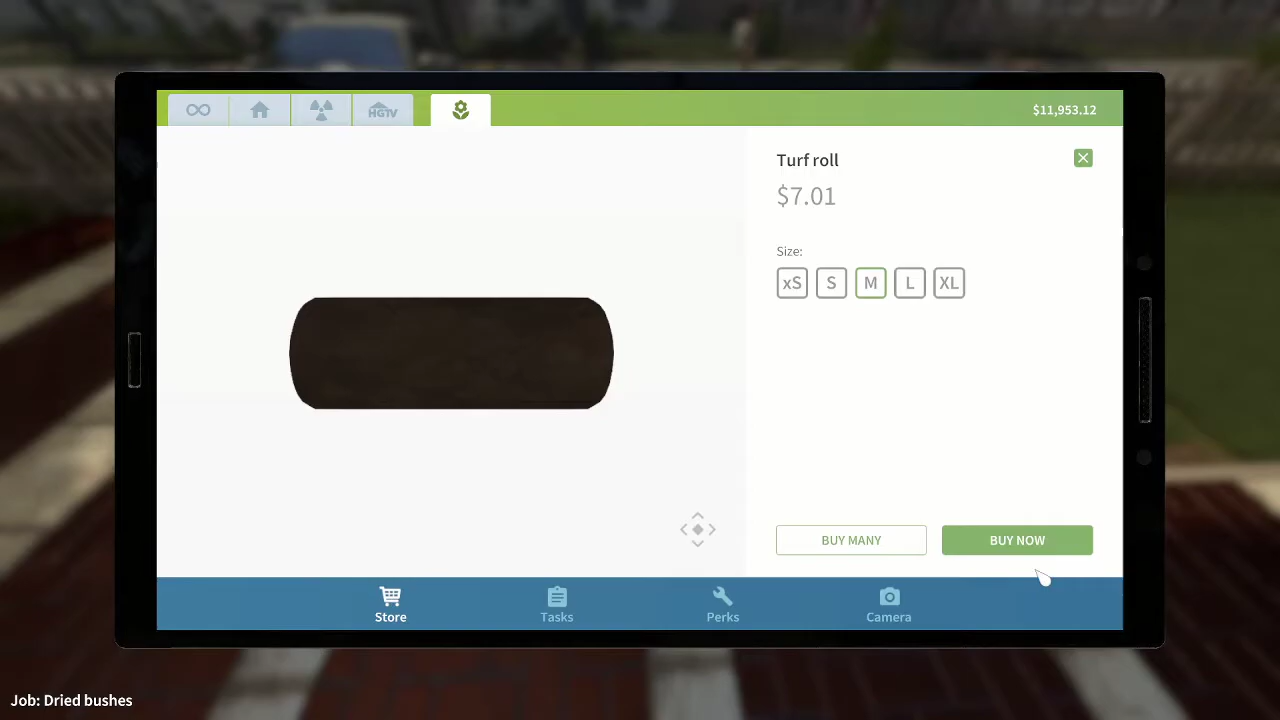 HGTV
$11,953.12
Turf roll
$7.01
Size:
xS S M L XL
BUY MANY BUY NOW
Store Tasks Perks Camera
Job: Dried bushes